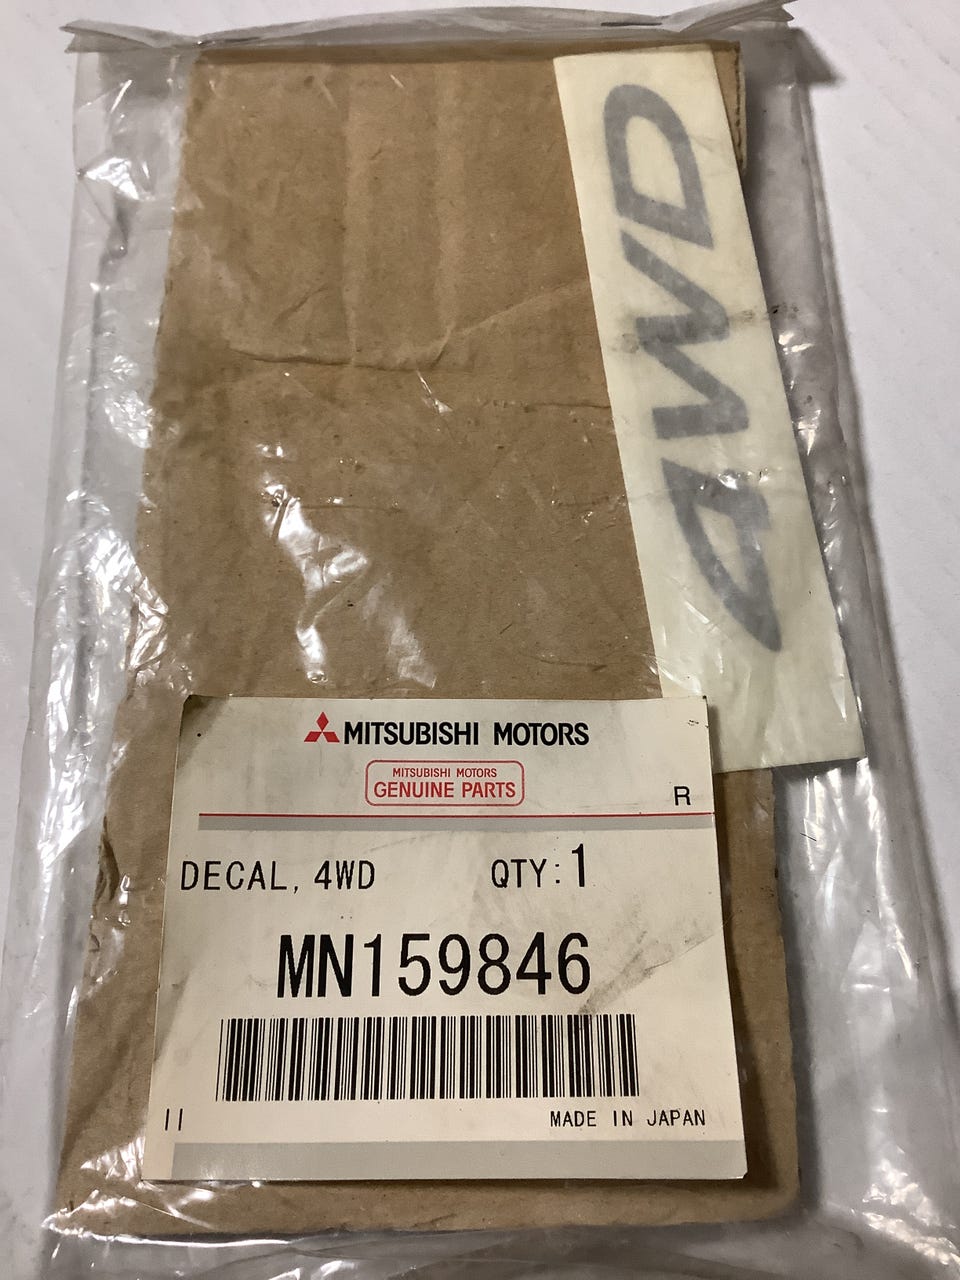 4WD
MITSUBISHI MOTORS
MITSUBISHI MOTORS
GENUINE PARTS
R
DECAL, 4WD QTY:1
MN159846
II MADE IN JAPAN